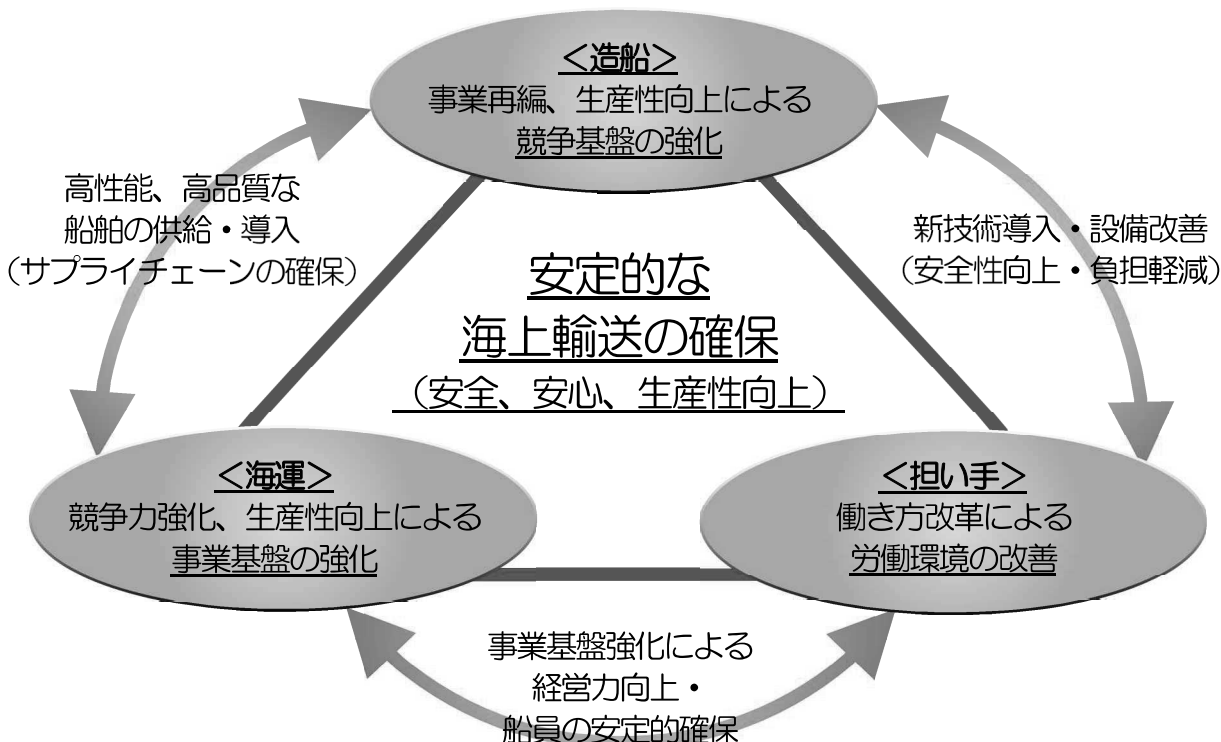 ＜造船＞
事業再編、生産性向上による
競争基盤の強化
高性能、高品質な
船舶の供給・導入
（サプライチェーンの確保）
新技術導入・設備改善
（安全性向上・負担軽減）
安定的な
海上輸送の確保
（安全、安心、生産性向上）
＜海運＞
競争力強化、生産性向上による
事業基盤の強化
＜担い手＞
働き方改革による
労働環境の改善
事業基盤強化による
経営力向上・
船員の安定的確保